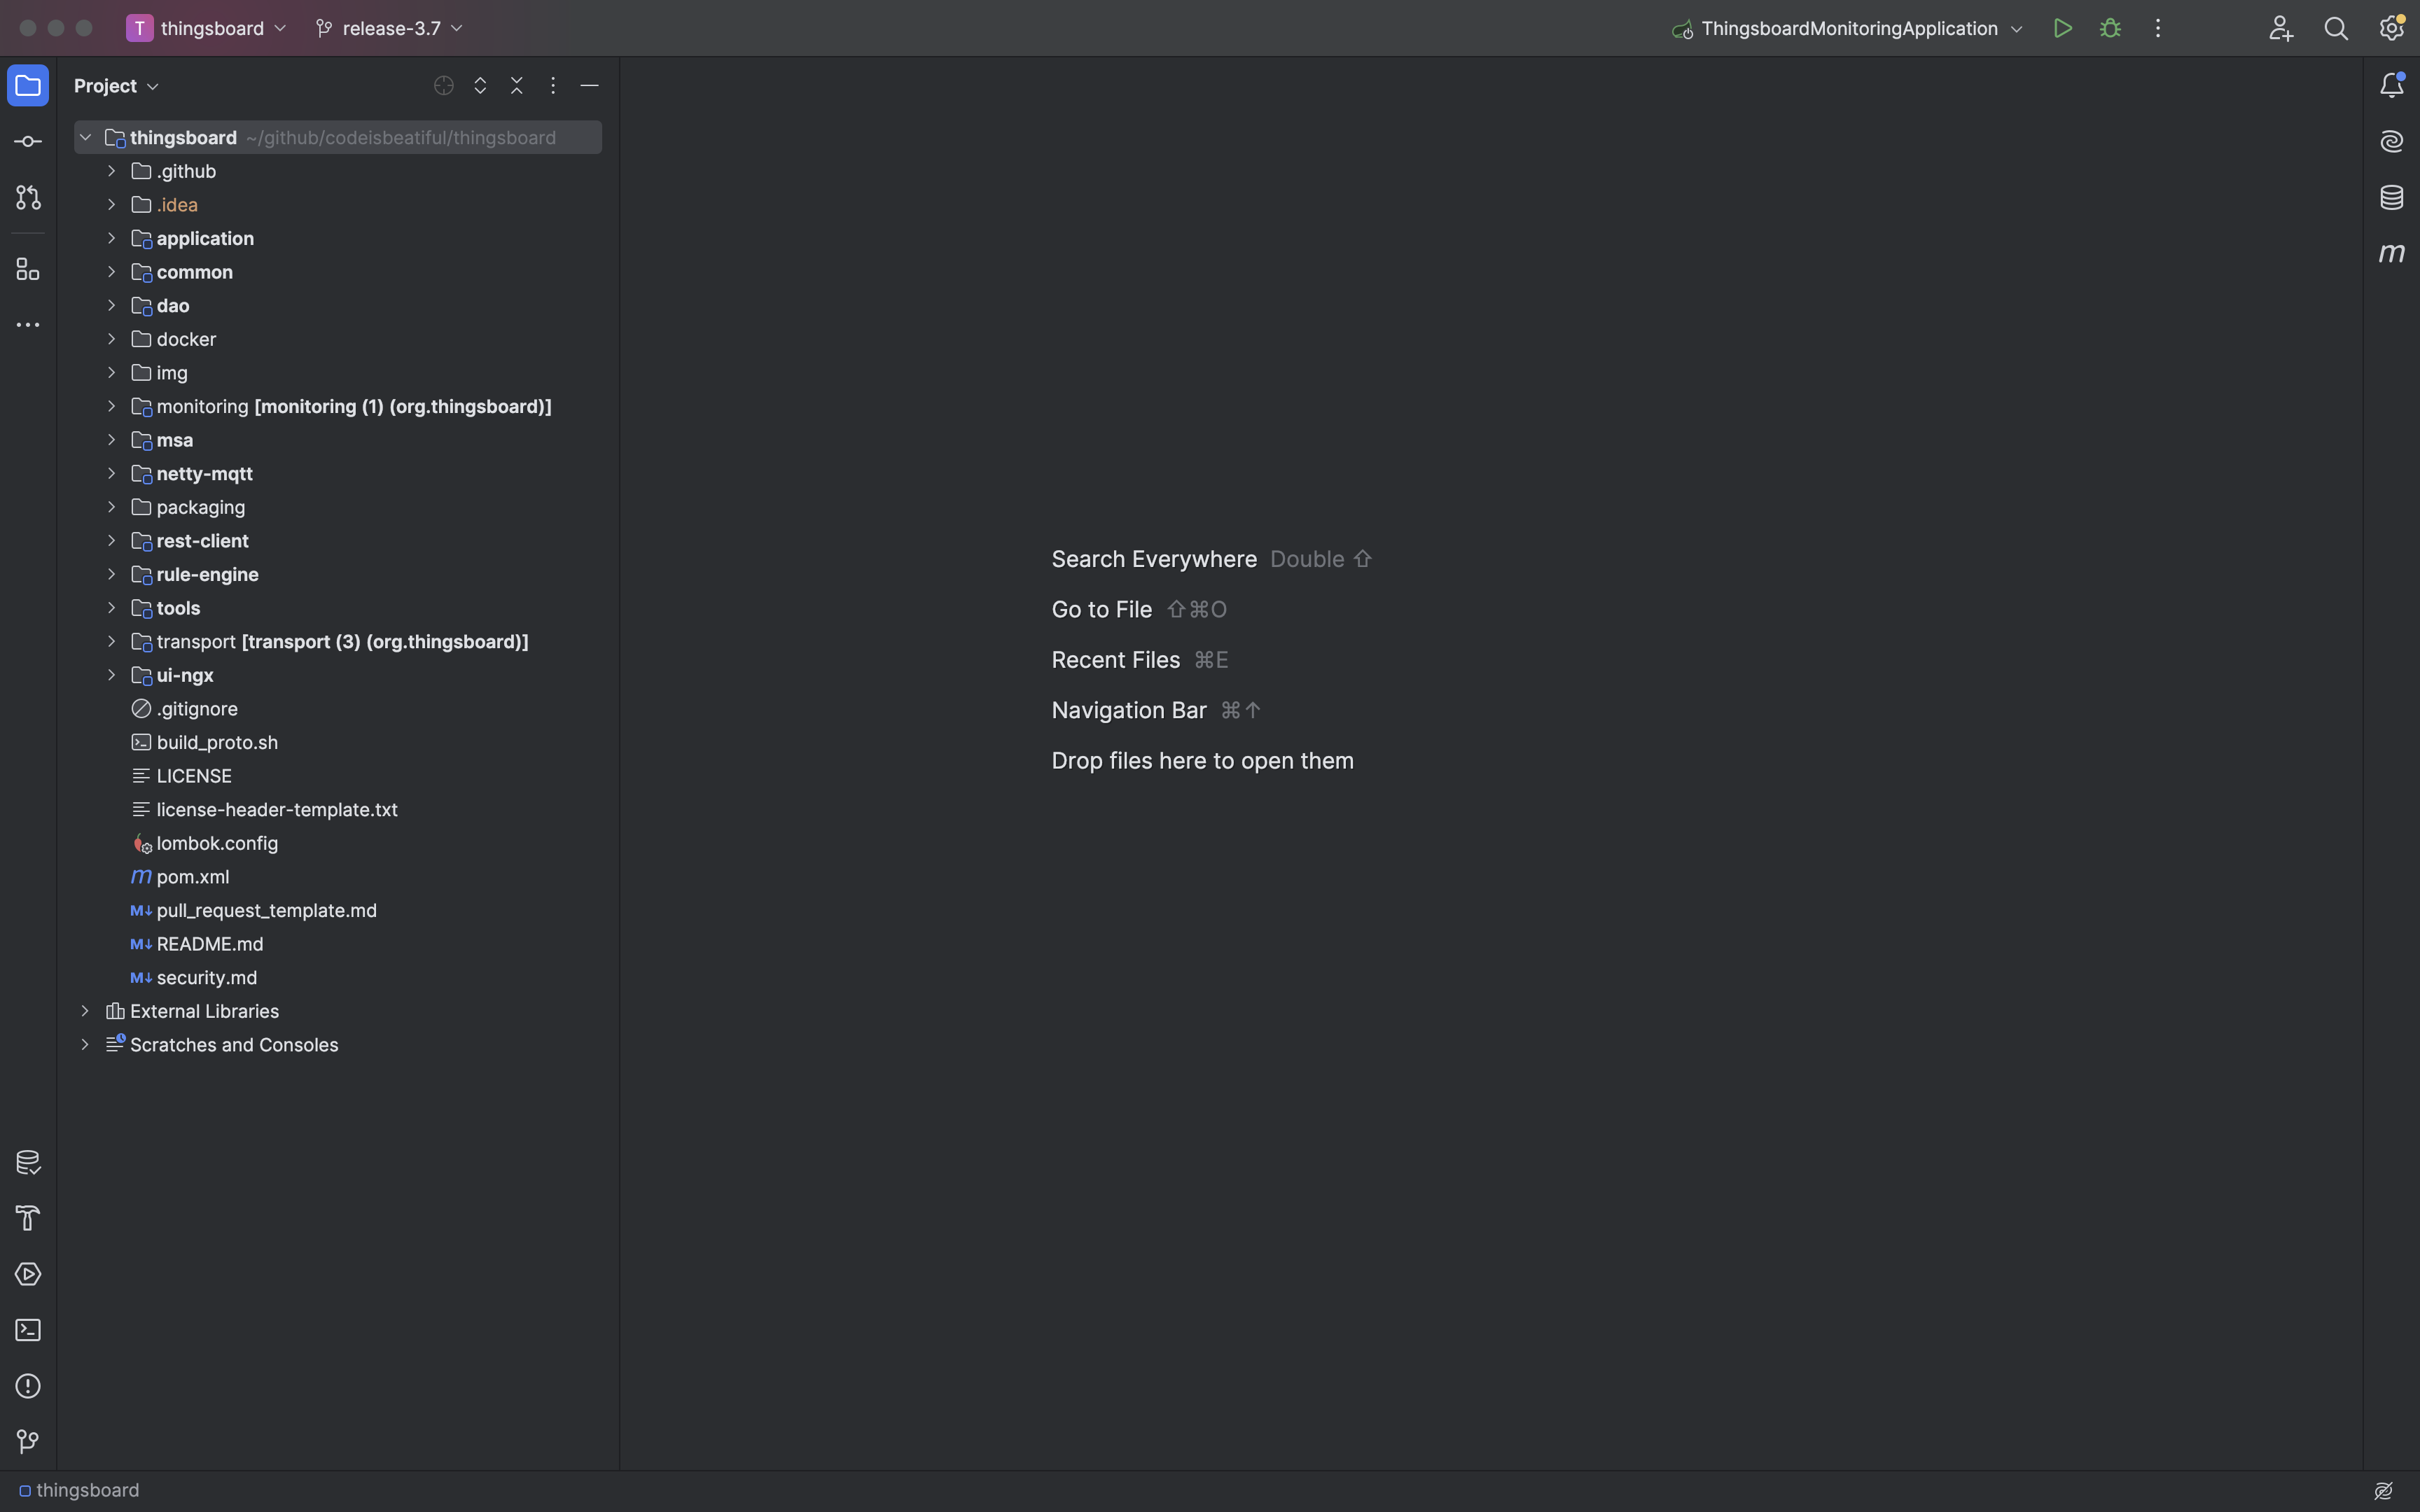 T thingsboard release-3.7 ThingsboardMonitoringApplication
Project
thingsboard ~/github/codeisbeatiful/thingsboard
.github
.idea
application
common
dao
docker
img
monitoring [monitoring (1) (org.thingsboard)]
msa
netty-mqtt
packaging
rest-client
rule-engine
tools
transport [transport (3) (org.thingsboard)]
ui-ngx
.gitignore
build_proto.sh
LICENSE
license-header-template.txt
lombok.config
m pom.xml
M↓ pull_request_template.md
M↓ README.md
M↓ security.md
External Libraries
Scratches and Consoles
Search Everywhere Double ⇧
Go to File ⇧⌘O
Recent Files ⌘E
Navigation Bar ⌘↑
Drop files here to open them
m
thingsboard